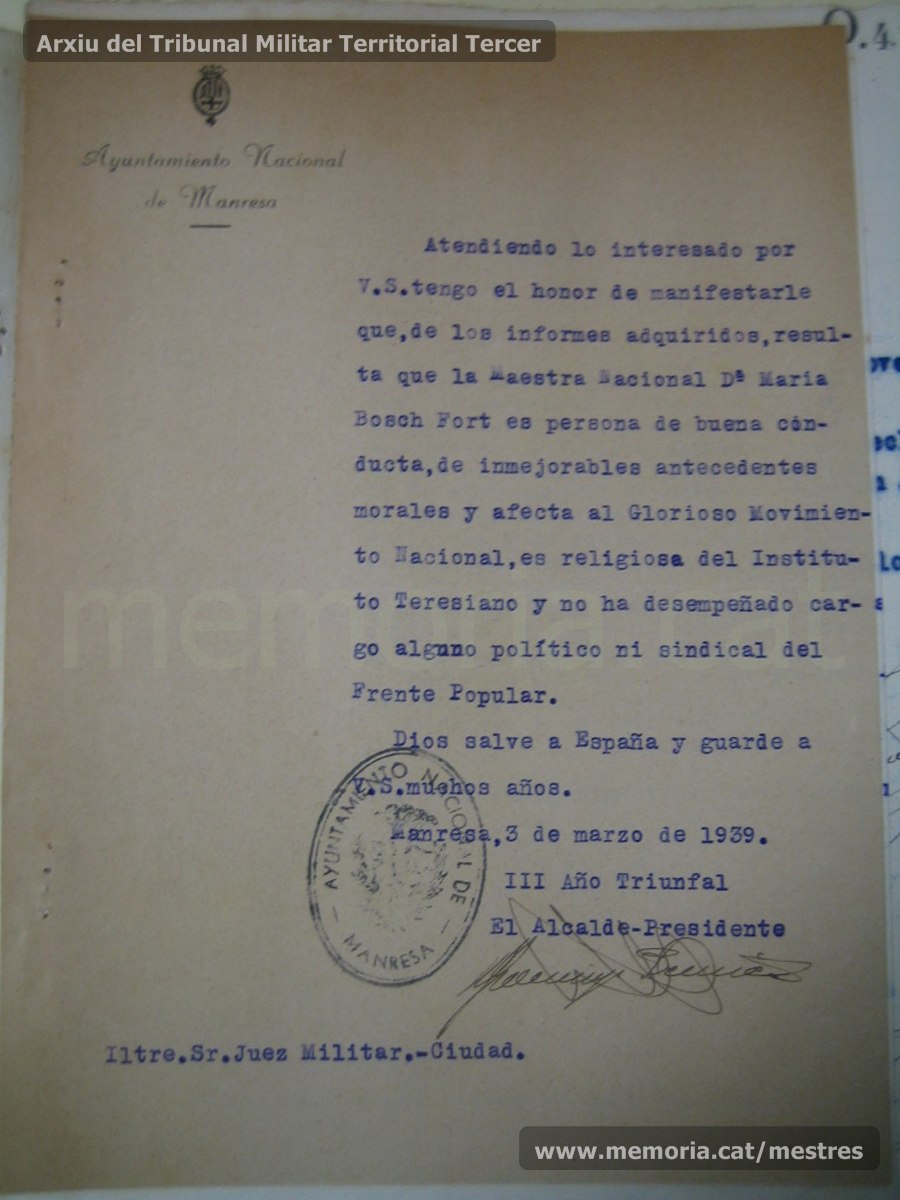 Arxiu del Tribunal Militar Territorial Tercer
O.4
Ayuntamiento Nacional
de Manresa
Atendiendo lo interesado por
V.S.tengo el honor de manifestarle
que,de los informes adquiridos,resul-
ta que la Maestra Nacional Dª Maria
Bosch Fort es persona de buena con-
ducta,de inmejorables antecedentes
morales y afecta al Glorioso Movimien-
to Nacional,es religiosa del Institu-
to Teresiano y no ha desempeñado car-
go alguno político ni sindical del
Frente Popular.
Dios salve a España y guarde a
V.S.muchos años.
Manresa,3 de marzo de 1939.
III Año Triunfal
El Alcalde-Presidente
AYUNTAMIENTO NACIONAL DE
- MANRESA -
Iltre.Sr.Juez Militar.-Ciudad.
memoria.cat
www.memoria.cat/mestres